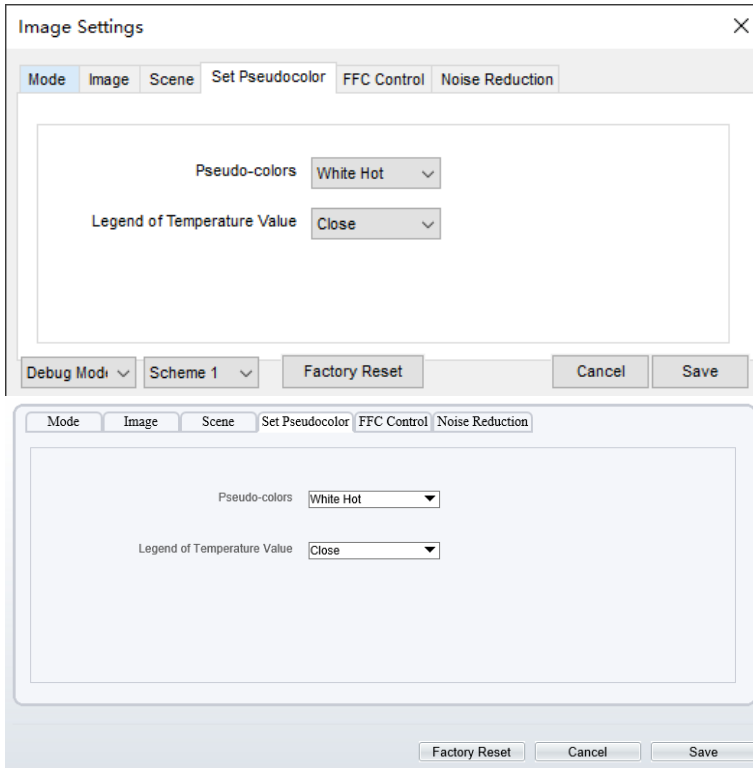 Image Settings
Mode Image Scene Set Pseudocolor FFC Control Noise Reduction
Pseudo-colors White Hot
Legend of Temperature Value Close
Debug Mode Scheme 1 Factory Reset Cancel Save
Mode Image Scene Set Pseudocolor FFC Control Noise Reduction
Pseudo-colors White Hot
Legend of Temperature Value Close
Factory Reset Cancel Save